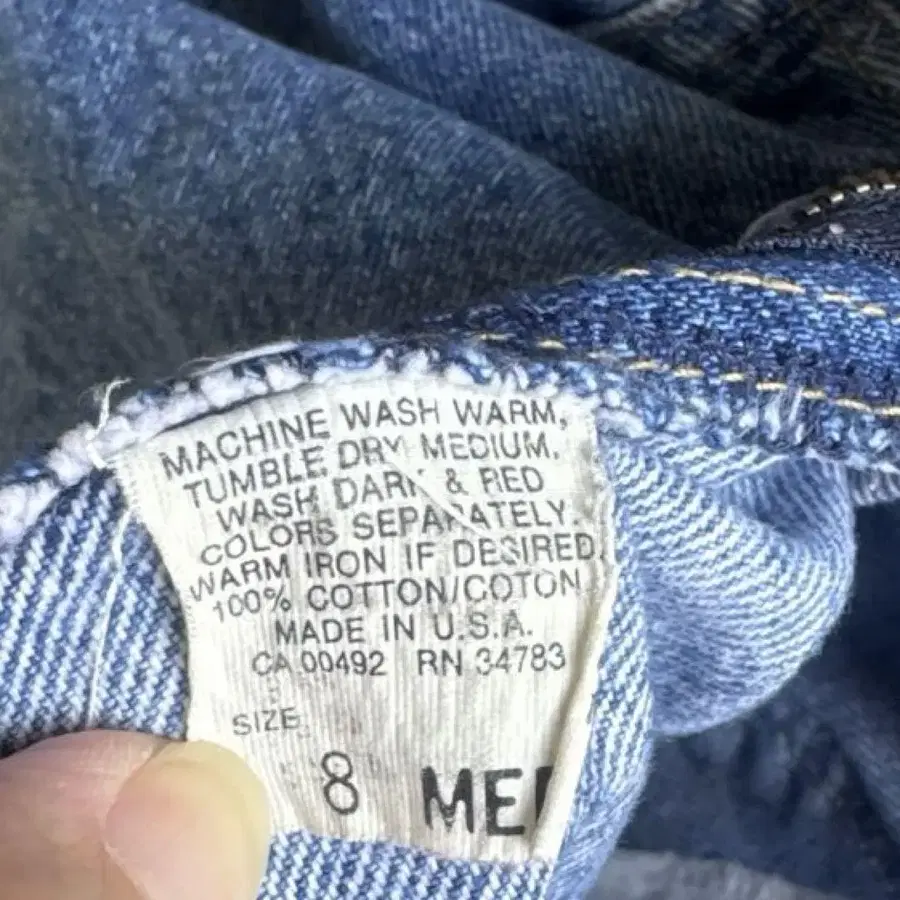 MACHINE WASH WARM,
TUMBLE DRY MEDIUM,
WASH DARK & RED
COLORS SEPARATELY.
WARM IRON IF DESIRED.
100% COTTON/COTON
MADE IN U.S.A.
CA 00492 RN 34783
SIZE
8 ME